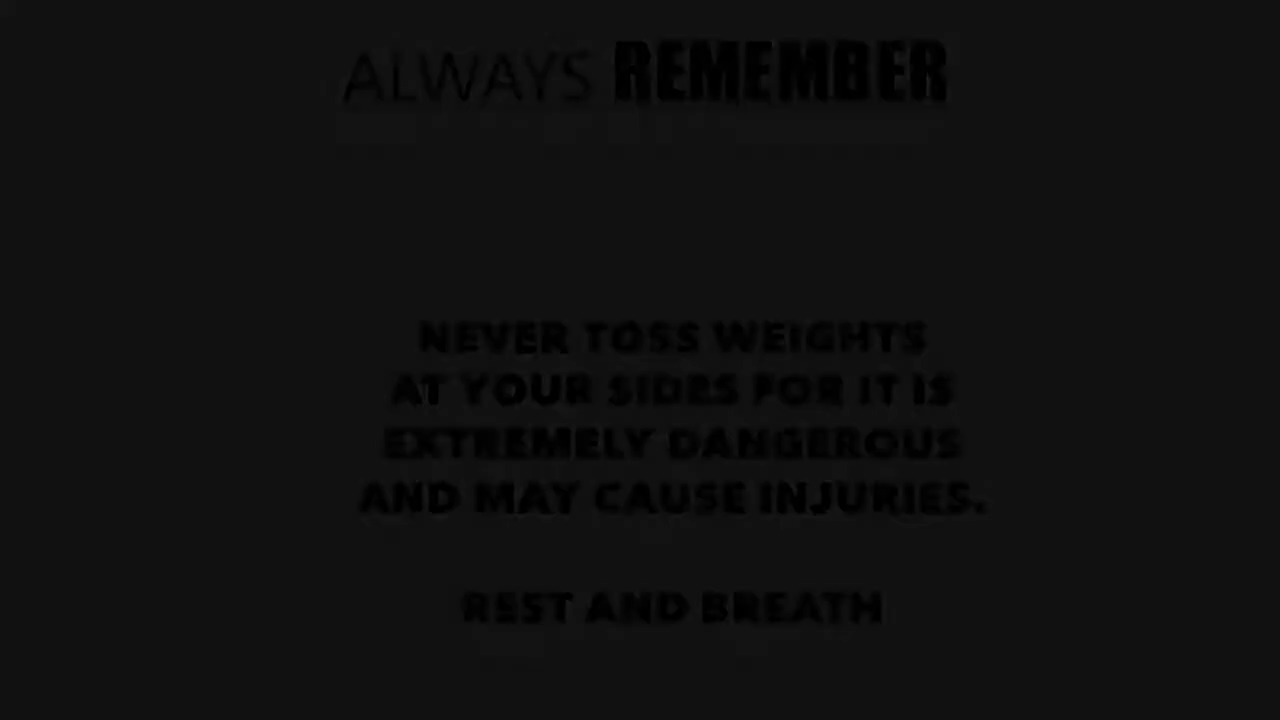 ALWAYS REMEMBER
NEVER TOSS WEIGHTS
AT YOUR SIDES FOR IT IS
EXTREMELY DANGEROUS
AND MAY CAUSE INJURIES.
REST AND BREATH